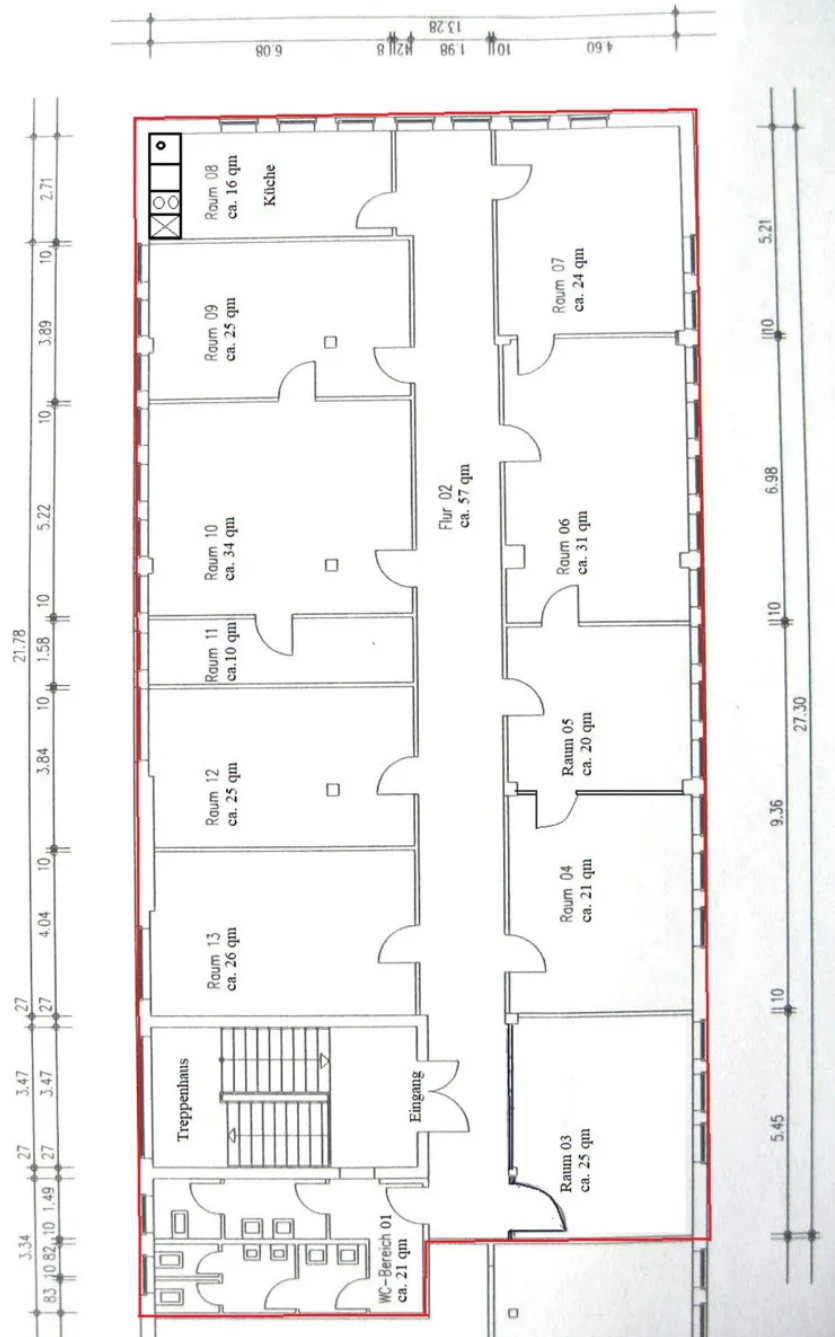 13.28
6.08
12
8
1.98
10
4.60
Raum 08
ca. 16 qm
Küche
Raum 09
ca. 25 qm
Raum 10
ca. 34 qm
Raum 11
ca.10 qm
Raum 12
ca. 25 qm
Raum 13
ca. 26 qm
Treppenhaus
Eingang
WC-Bereich 01
ca. 21 qm
Flur 02
ca. 57 qm
Raum 07
ca. 24 qm
Raum 06
ca. 31 qm
Raum 05
ca. 20 qm
Raum 04
ca. 21 qm
Raum 03
ca. 25 qm
2.71
10
3.89
10
5.22
10
1.58
10
3.84
10
4.04
27
3.47
27
1.49
10
82
10
83
21.78
27
3.47
27
3.34
5.21
10
6.98
10
9.36
10
5.45
27.30